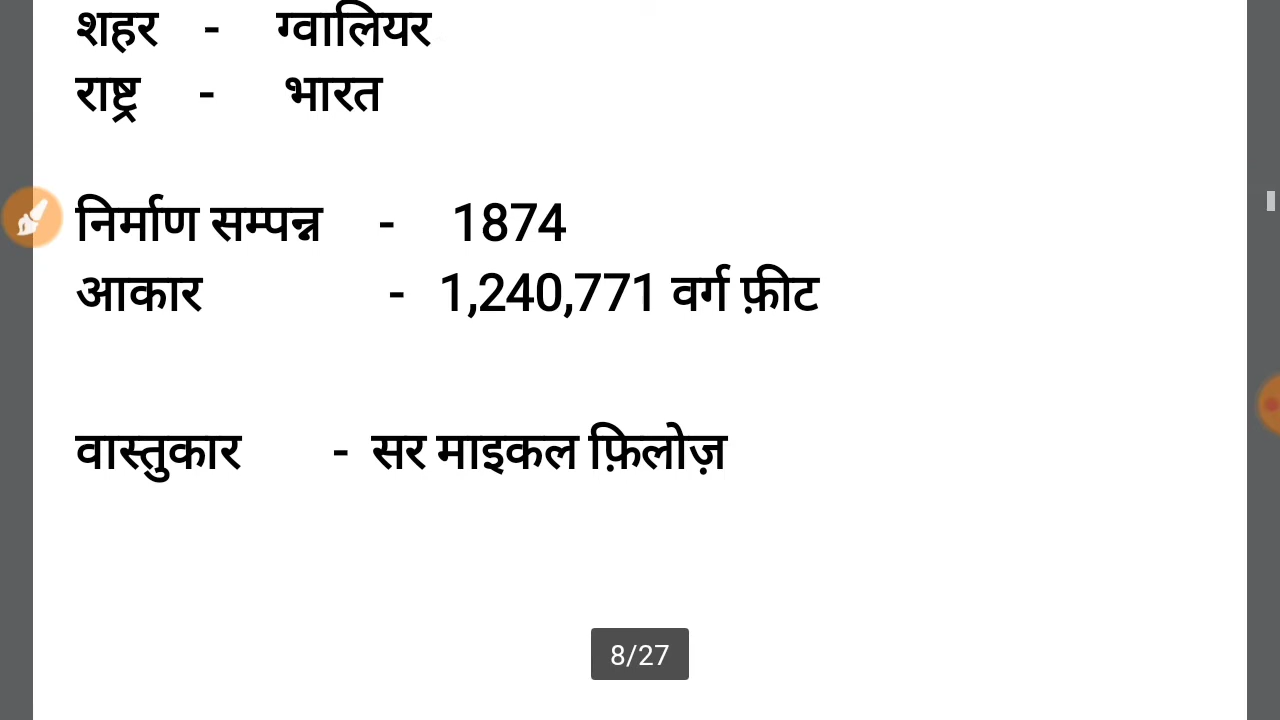 शहर - ग्वालियर
राष्ट्र - भारत
निर्माण सम्पन्न - 1874
आकार - 1,240,771 वर्ग फ़ीट
वास्तुकार - सर माइकल फ़िलोज़
8/27